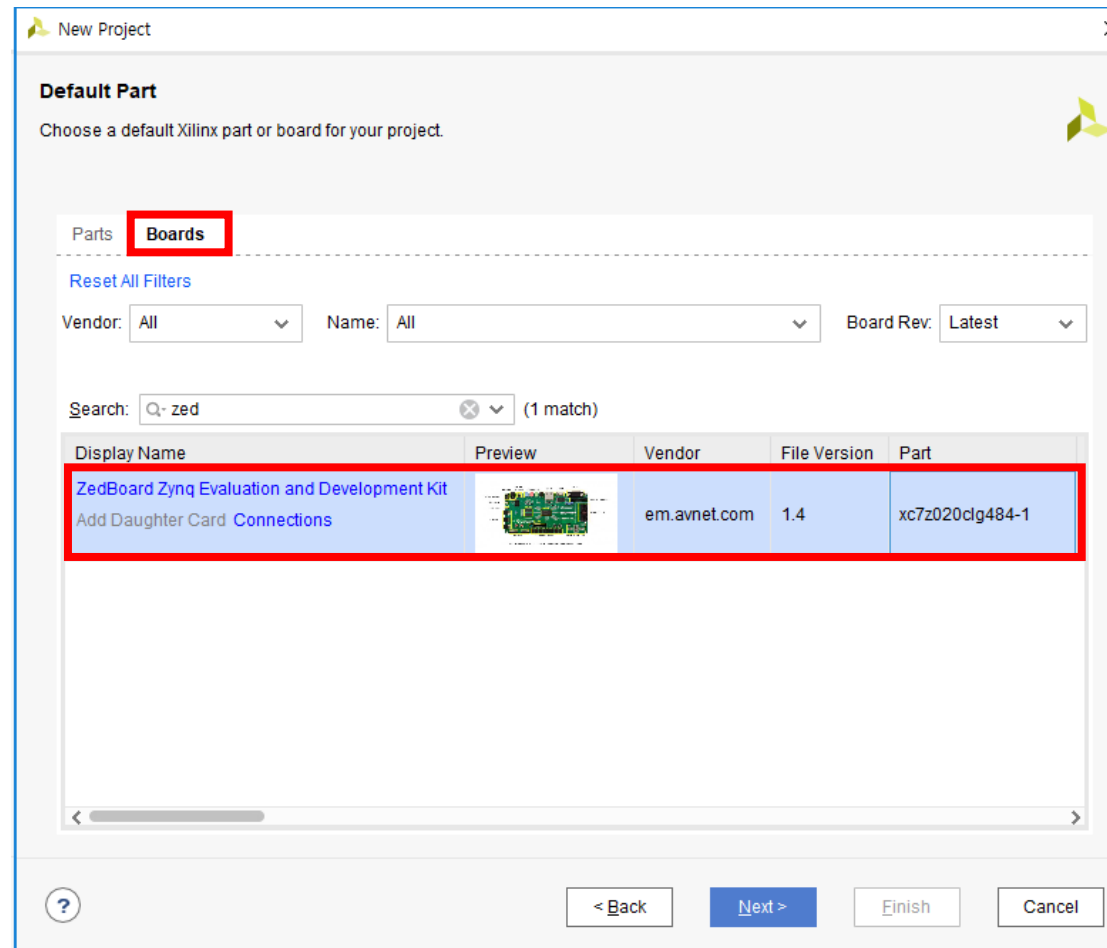 New Project
Default Part
Choose a default Xilinx part or board for your project.
Parts Boards
Reset All Filters
Vendor: All Name: All Board Rev: Latest
Search: zed (1 match)
Display Name Preview Vendor File Version Part
ZedBoard Zynq Evaluation and Development Kit
Add Daughter Card Connections
em.avnet.com 1.4 xc7z020clg484-1
? < Back Next > Finish Cancel